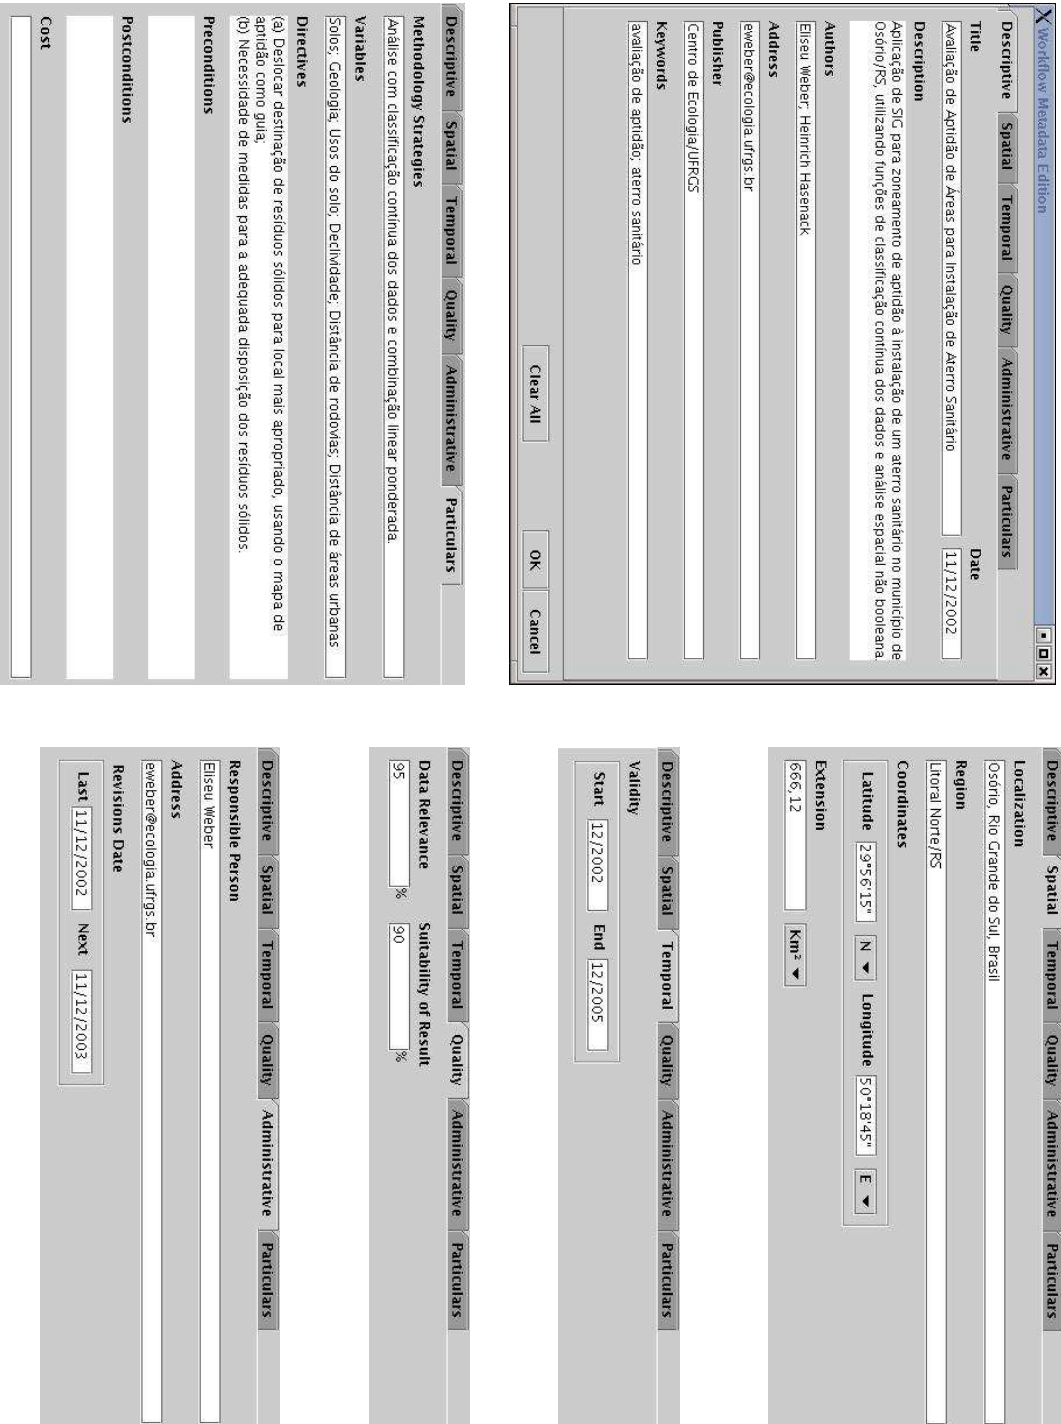 Workflow Metadata Edition
Descriptive Spatial Temporal Quality Administrative Particulars
Title Date
Avaliação de Aptidão de Áreas para Instalação de Aterro Sanitário 11/12/2002
Description
Aplicação de SIG para zoneamento de aptidão à instalação de um aterro sanitário no município de
Osório/RS, utilizando funções de classificação contínua dos dados e análise espacial não booleana.
Authors
Eliseu Weber; Heinrich Hasenack
Address
eweber@ecologia.ufrgs.br
Publisher
Centro de Ecologia/UFRGS
Keywords
avaliação de aptidão; aterro sanitário
Clear All OK Cancel
Descriptive Spatial Temporal Quality Administrative Particulars
Localization
Osório, Rio Grande do Sul, Brasil
Region
Litoral Norte/RS
Coordinates
Latitude 29°56'15" N Longitude 50°18'45" E
Extension
666,12 Km²
Descriptive Spatial Temporal Quality Administrative Particulars
Validity
Start 12/2002 End 12/2005
Descriptive Spatial Temporal Quality Administrative Particulars
Data Relevance Suitability of Result
95 % 90 %
Descriptive Spatial Temporal Quality Administrative Particulars
Responsible Person
Eliseu Weber
Address
eweber@ecologia.ufrgs.br
Revisions Date
Last 11/12/2002 Next 11/12/2003
Descriptive Spatial Temporal Quality Administrative Particulars
Methodology Strategies
Análise com classificação contínua dos dados e combinação linear ponderada.
Variables
Solos; Geologia; Usos do solo; Declividade; Distância de rodovias; Distância de áreas urbanas
Directives
(a) Deslocar destinação de resíduos sólidos para local mais apropriado, usando o mapa de
aptidão como guia;
(b) Necessidade de medidas para a adequada disposição dos resíduos sólidos.
Preconditions
Postconditions
Cost